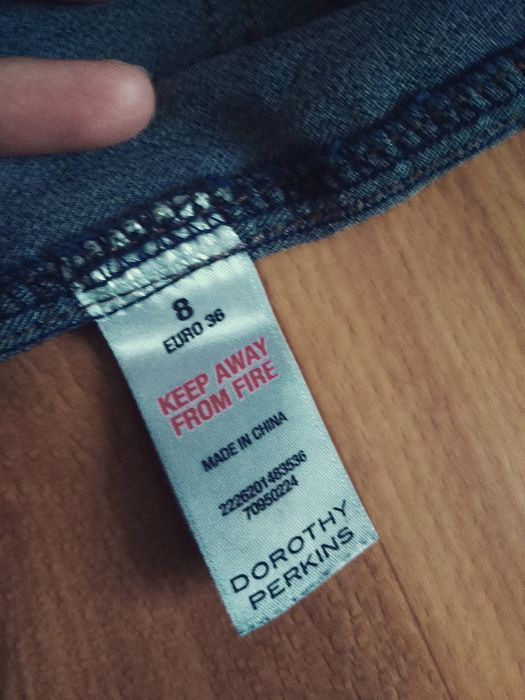 8
EURO 36
KEEP AWAY
FROM FIRE
MADE IN CHINA
2226201483536
70950224
DOROTHY
PERKINS